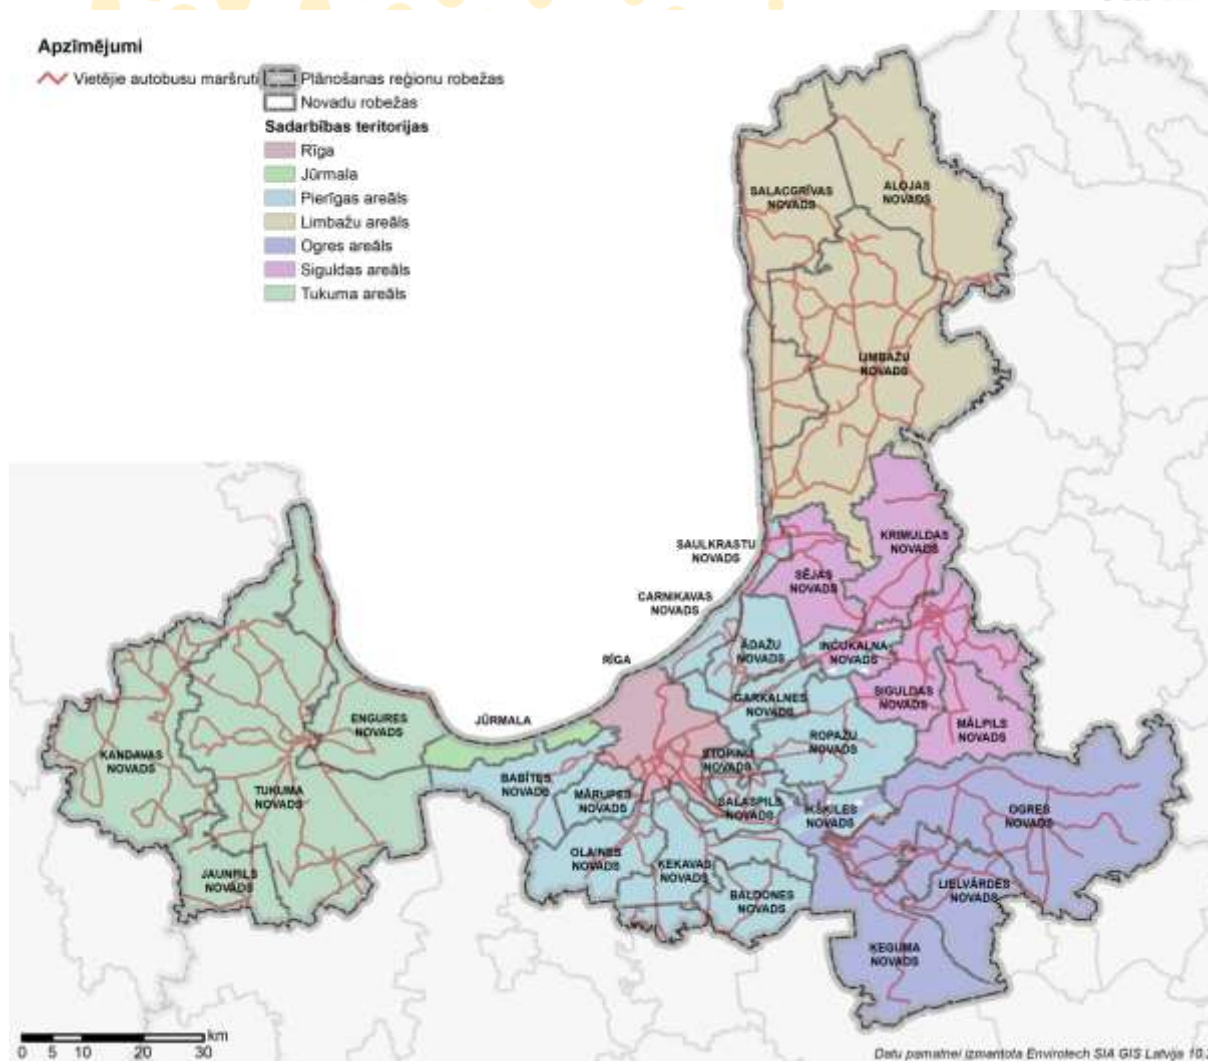 Apzīmējumi
Vietējie autobusu maršruti
Plānošanas reģionu robežas
Novadu robežas
Sadarbības teritorijas
Rīga
Jūrmala
Pierīgas areāls
Limbažu areāls
Ogres areāls
Siguldas areāls
Tukuma areāls
SALACGRĪVAS
NOVADS
ALOJAS
NOVADS
LIMBAŽU
NOVADS
SAULKRASTU
NOVADS
KRIMULDAS
NOVADS
SĒJAS
NOVADS
CARNIKAVAS
NOVADS
ĀDAŽU
NOVADS
INČUKALNA
NOVADS
RĪGA
GARKALNES
NOVADS
SIGULDAS
NOVADS
MĀLPILS
NOVADS
JŪRMALA
ENGURES
NOVADS
ROPAŽU
NOVADS
KANDAVAS
NOVADS
STOPIŅU
NOVADS
BABĪTES
NOVADS
TUKUMA
NOVADS
MĀRUPES
NOVADS
SALASPILS
NOVADS
IKŠĶILES
NOVADS
OGRES
NOVADS
OLAINES
NOVADS
ĶEKAVAS
NOVADS
JAUNPILS
NOVADS
BALDONES
NOVADS
LIELVĀRDES
NOVADS
ĶEGUMA
NOVADS
km
0 5 10 20 30
Datu pamatnei izmantota Envirotech SIA GIS Latvija 10.